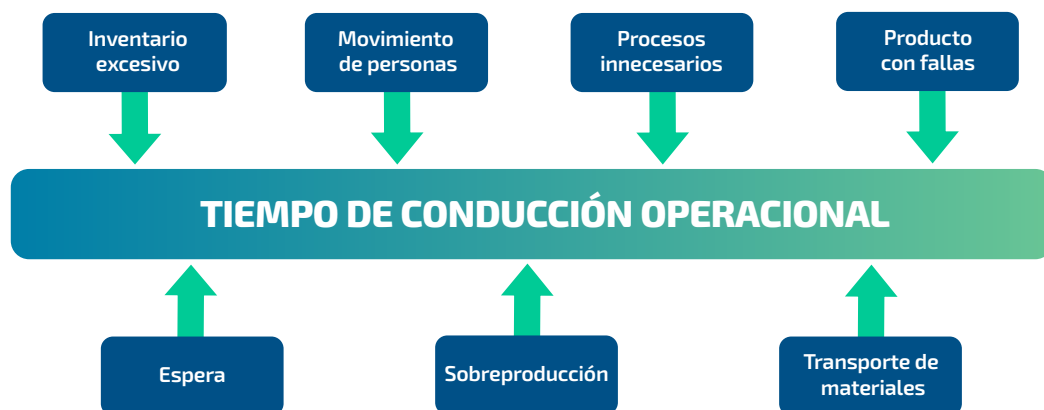 Inventario
excesivo
Movimiento
de personas
Procesos
innecesarios
Producto
con fallas
TIEMPO DE CONDUCCIÓN OPERACIONAL
Espera
Sobreproducción
Transporte de
materiales